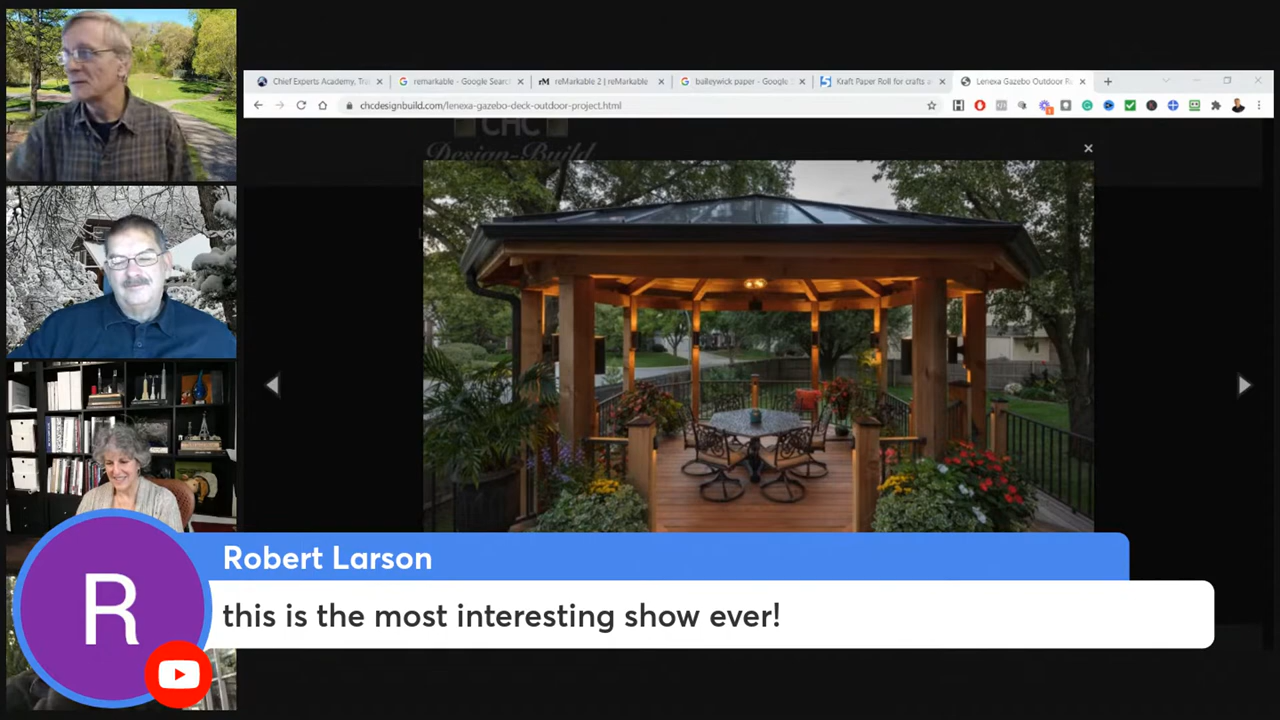 Chief Experts Academy, Tra
remarkable - Google Search
reMarkable 2 | reMarkable
baileywick paper - Google S
Kraft Paper Roll for crafts a
Lenexa Gazebo Outdoor R
chcdesignbuild.com/lenexa-gazebo-deck-outdoor-project.html
CHC
Design-Build
Robert Larson
R
this is the most interesting show ever!